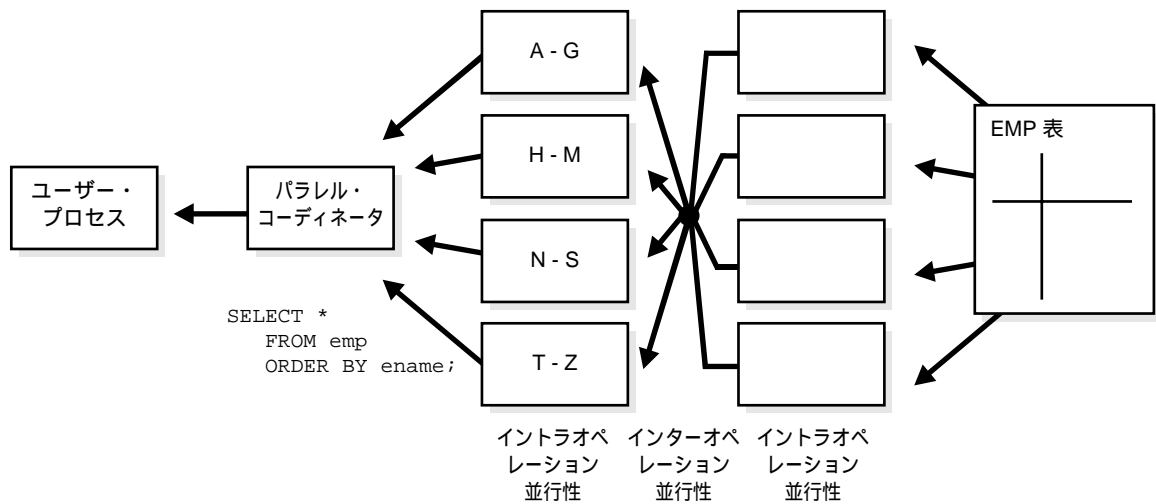 A - G
H - M
N - S
T - Z
EMP 表
ユーザー・
プロセス
パラレル・
コーディネータ
SELECT *
FROM emp
ORDER BY ename;
イントラオペ
レーション
並行性
インターオペ
レーション
並行性
イントラオペ
レーション
並行性